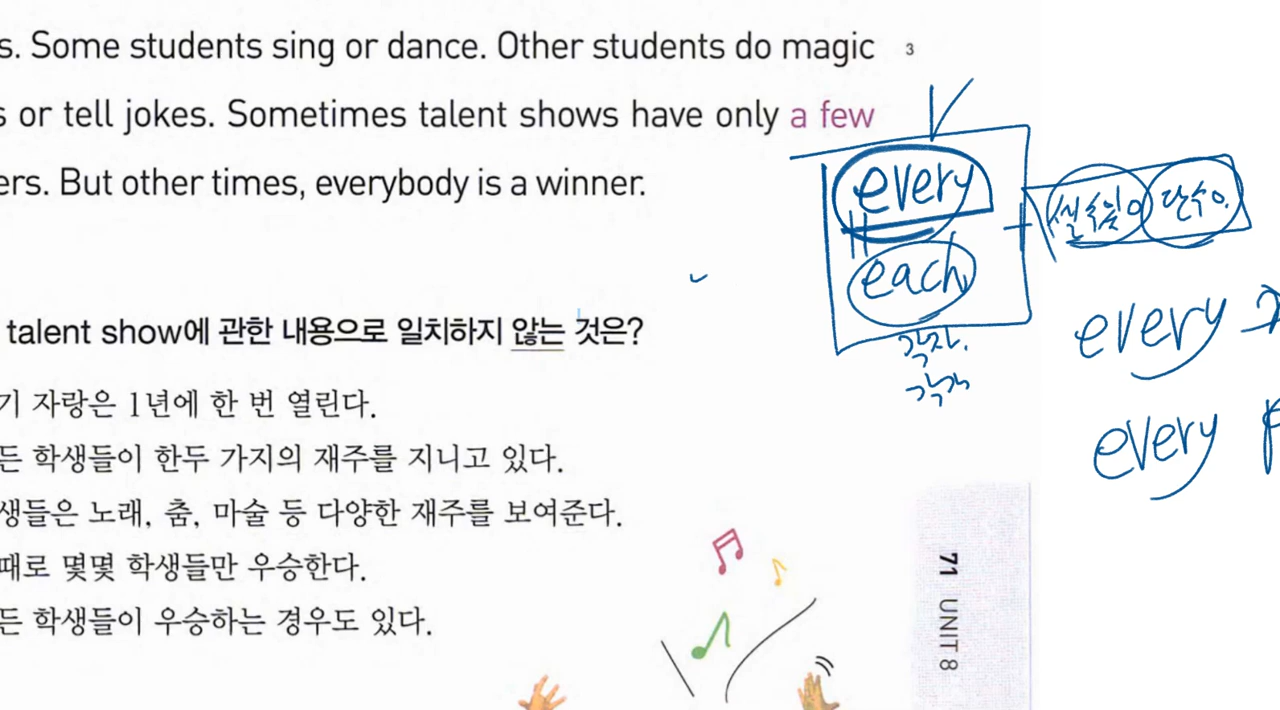 s. Some students sing or dance. Other students do magic 3
s or tell jokes. Sometimes talent shows have only a few
ers. But other times, everybody is a winner.
every
each
각자.
각각
셀 수 있 단수
every
every
talent show에 관한 내용으로 일치하지 않는 것은?
기 자랑은 1년에 한 번 열린다.
든 학생들이 한두 가지의 재주를 지니고 있다.
생들은 노래, 춤, 마술 등 다양한 재주를 보여준다.
때로 몇몇 학생들만 우승한다.
든 학생들이 우승하는 경우도 있다.
71 UNIT 8